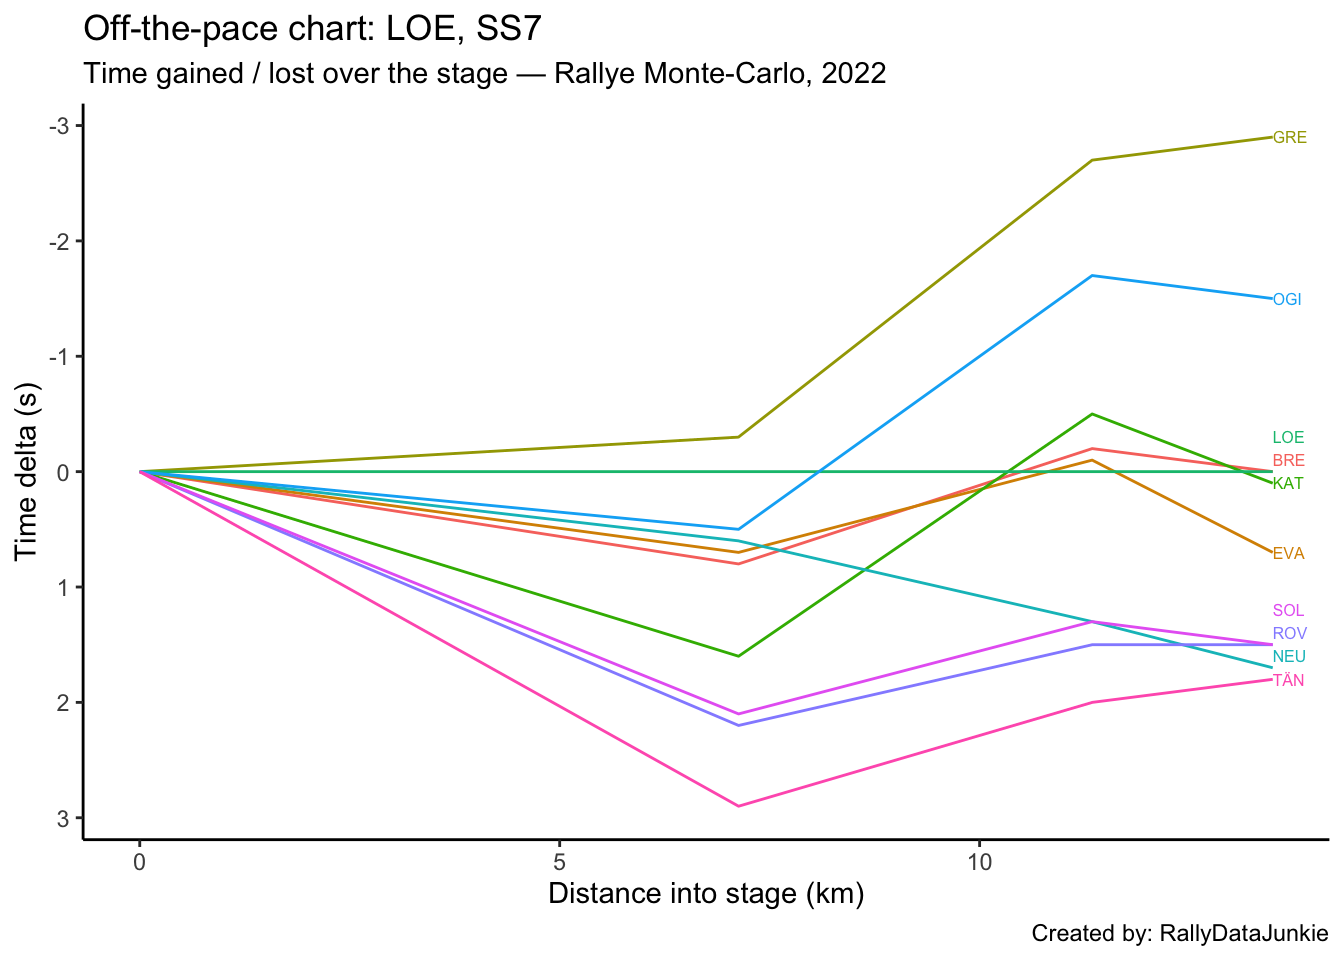 Off-the-pace chart: LOE, SS7
Time gained / lost over the stage — Rallye Monte-Carlo, 2022
-3
-2
-1
0
1
2
3
Time delta (s)
GRE
OGI
LOE
BRE
KAT
EVA
SOL
ROV
NEU
TÄN
0 5 10
Distance into stage (km)
Created by: RallyDataJunkie